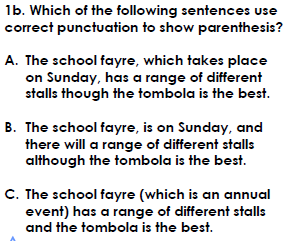 1b. Which of the following sentences use
correct punctuation to show parenthesis?
A. The school fayre, which takes place
on Sunday, has a range of different
stalls though the tombola is the best.
B. The school fayre, is on Sunday, and
there will a range of different stalls
although the tombola is the best.
C. The school fayre (which is an annual
event) has a range of different stalls
and the tombola is the best.